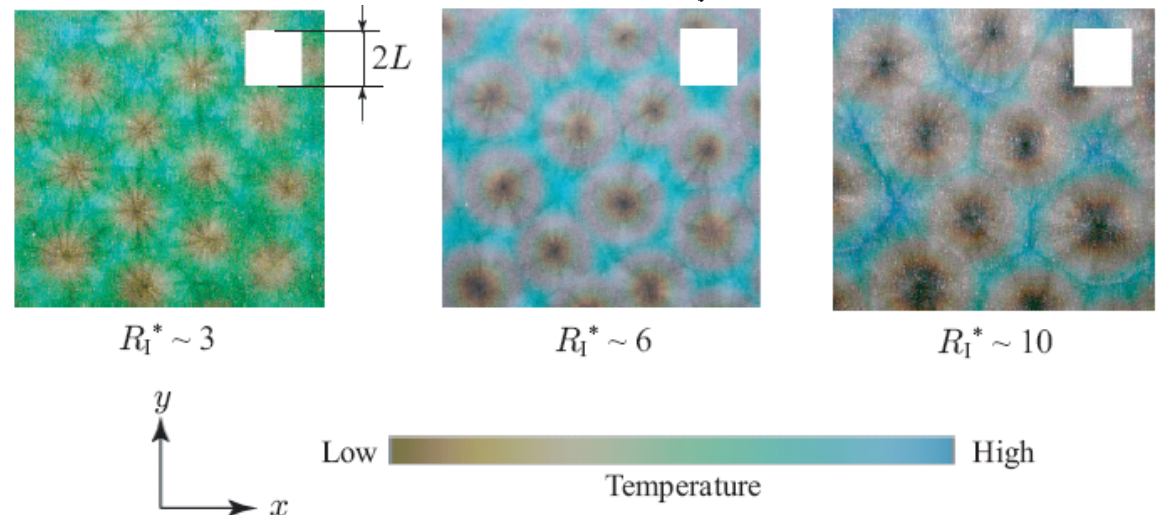 2L
R_I* ~ 3
R_I* ~ 6
R_I* ~ 10
y
x
Low
High
Temperature